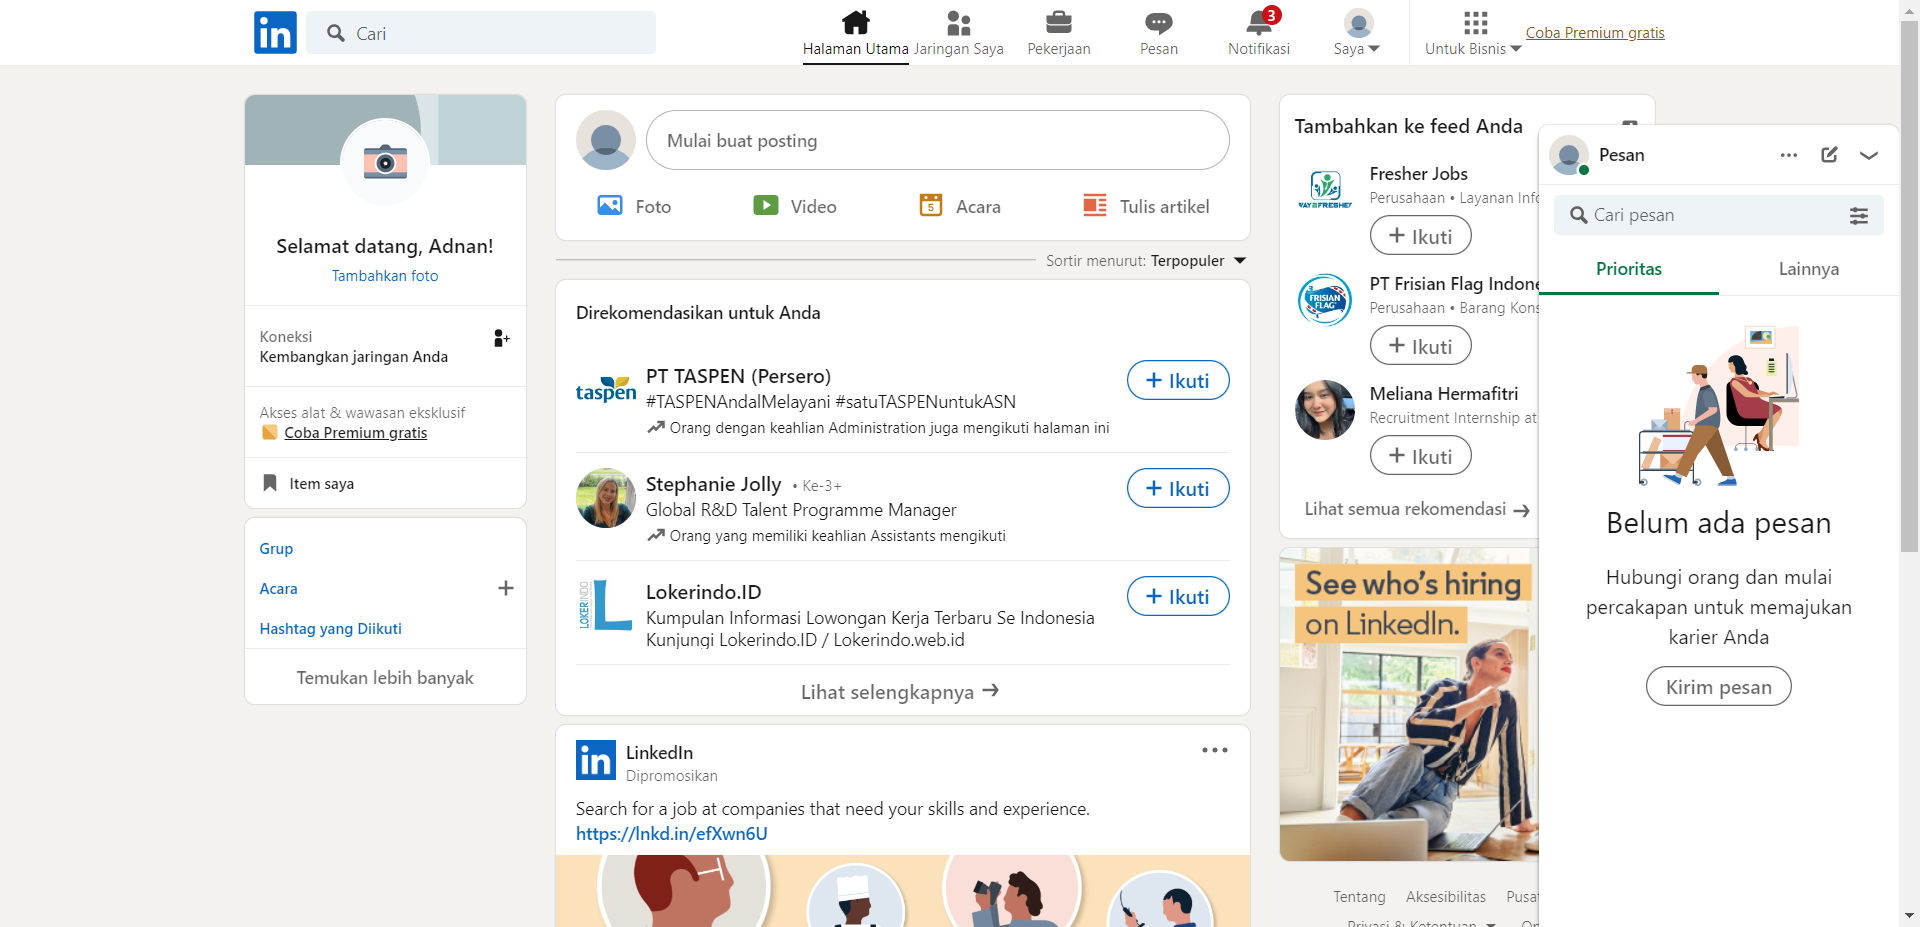 in
Cari
Halaman Utama
Jaringan Saya
Pekerjaan
Pesan
3
Notifikasi
Saya
Untuk Bisnis
Coba Premium gratis
Selamat datang, Adnan!
Tambahkan foto
Koneksi
Kembangkan jaringan Anda
Akses alat & wawasan eksklusif
Coba Premium gratis
Item saya
Grup
Acara
Hashtag yang Diikuti
Temukan lebih banyak
Mulai buat posting
Foto
Video
5
Acara
Tulis artikel
Sortir menurut: Terpopuler
Direkomendasikan untuk Anda
taspen
PT TASPEN (Persero)
#TASPENAndalMelayani #satuTASPENuntukASN
Orang dengan keahlian Administration juga mengikuti halaman ini
+ Ikuti
Stephanie Jolly • Ke-3+
Global R&D Talent Programme Manager
Orang yang memiliki keahlian Assistants mengikuti
+ Ikuti
LOKERINDO
L
Lokerindo.ID
Kumpulan Informasi Lowongan Kerja Terbaru Se Indonesia
Kunjungi Lokerindo.ID / Lokerindo.web.id
+ Ikuti
Lihat selengkapnya →
in
LinkedIn
Dipromosikan
Search for a job at companies that need your skills and experience.
https://lnkd.in/efXwn6U
Tambahkan ke feed Anda
Fresher Jobs
Perusahaan • Layanan Info
+ Ikuti
FRISIAN FLAG
PT Frisian Flag Indone
Perusahaan • Barang Kons
+ Ikuti
Meliana Hermafitri
Recruitment Internship at
+ Ikuti
Lihat semua rekomendasi →
See who's hiring
on LinkedIn.
Tentang
Aksesibilitas
Pusat
Privasi & Ketentuan
Pesan
Cari pesan
Prioritas
Lainnya
Belum ada pesan
Hubungi orang dan mulai
percakapan untuk memajukan
karier Anda
Kirim pesan